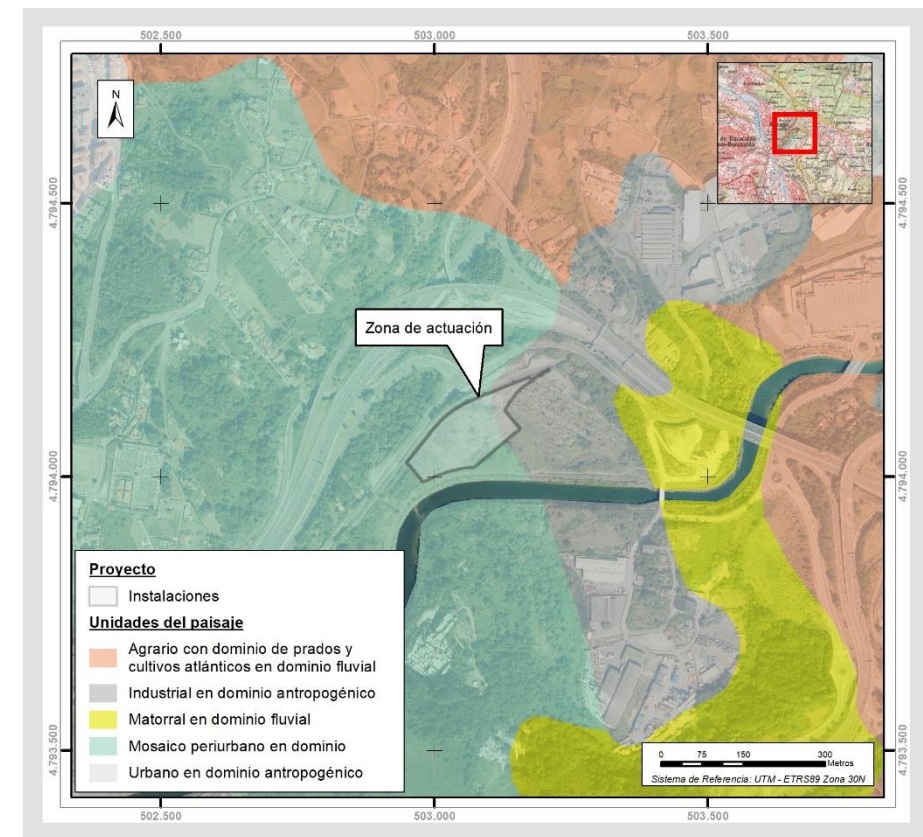 502.500
503.000
503.500
N
4.794.500
4.794.500
Zona de actuación
4.794.000
4.794.000
Proyecto
Instalaciones
Unidades del paisaje
Agrario con dominio de prados y
cultivos atlánticos en dominio fluvial
Industrial en dominio antropogénico
Matorral en dominio fluvial
Mosaico periurbano en dominio
Urbano en dominio antropogénico
4.793.500
4.793.500
0 75 150 300
Metros
Sistema de Referencia: UTM - ETRS89 Zona 30N
502.500
503.000
503.500